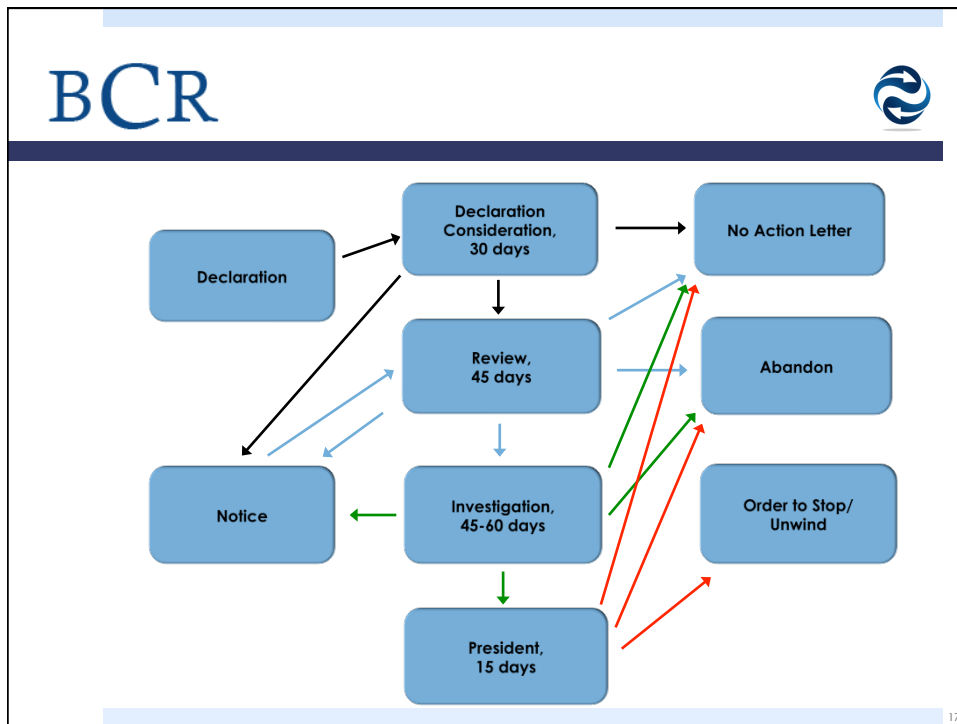 BCR
Declaration
Declaration
Consideration,
30 days
No Action Letter
Review,
45 days
Abandon
Notice
Investigation,
45-60 days
Order to Stop/
Unwind
President,
15 days
17